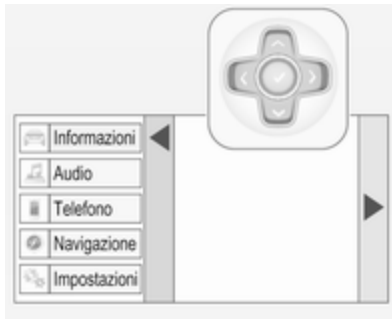 Informazioni
Audio
Telefono
Navigazione
Impostazioni